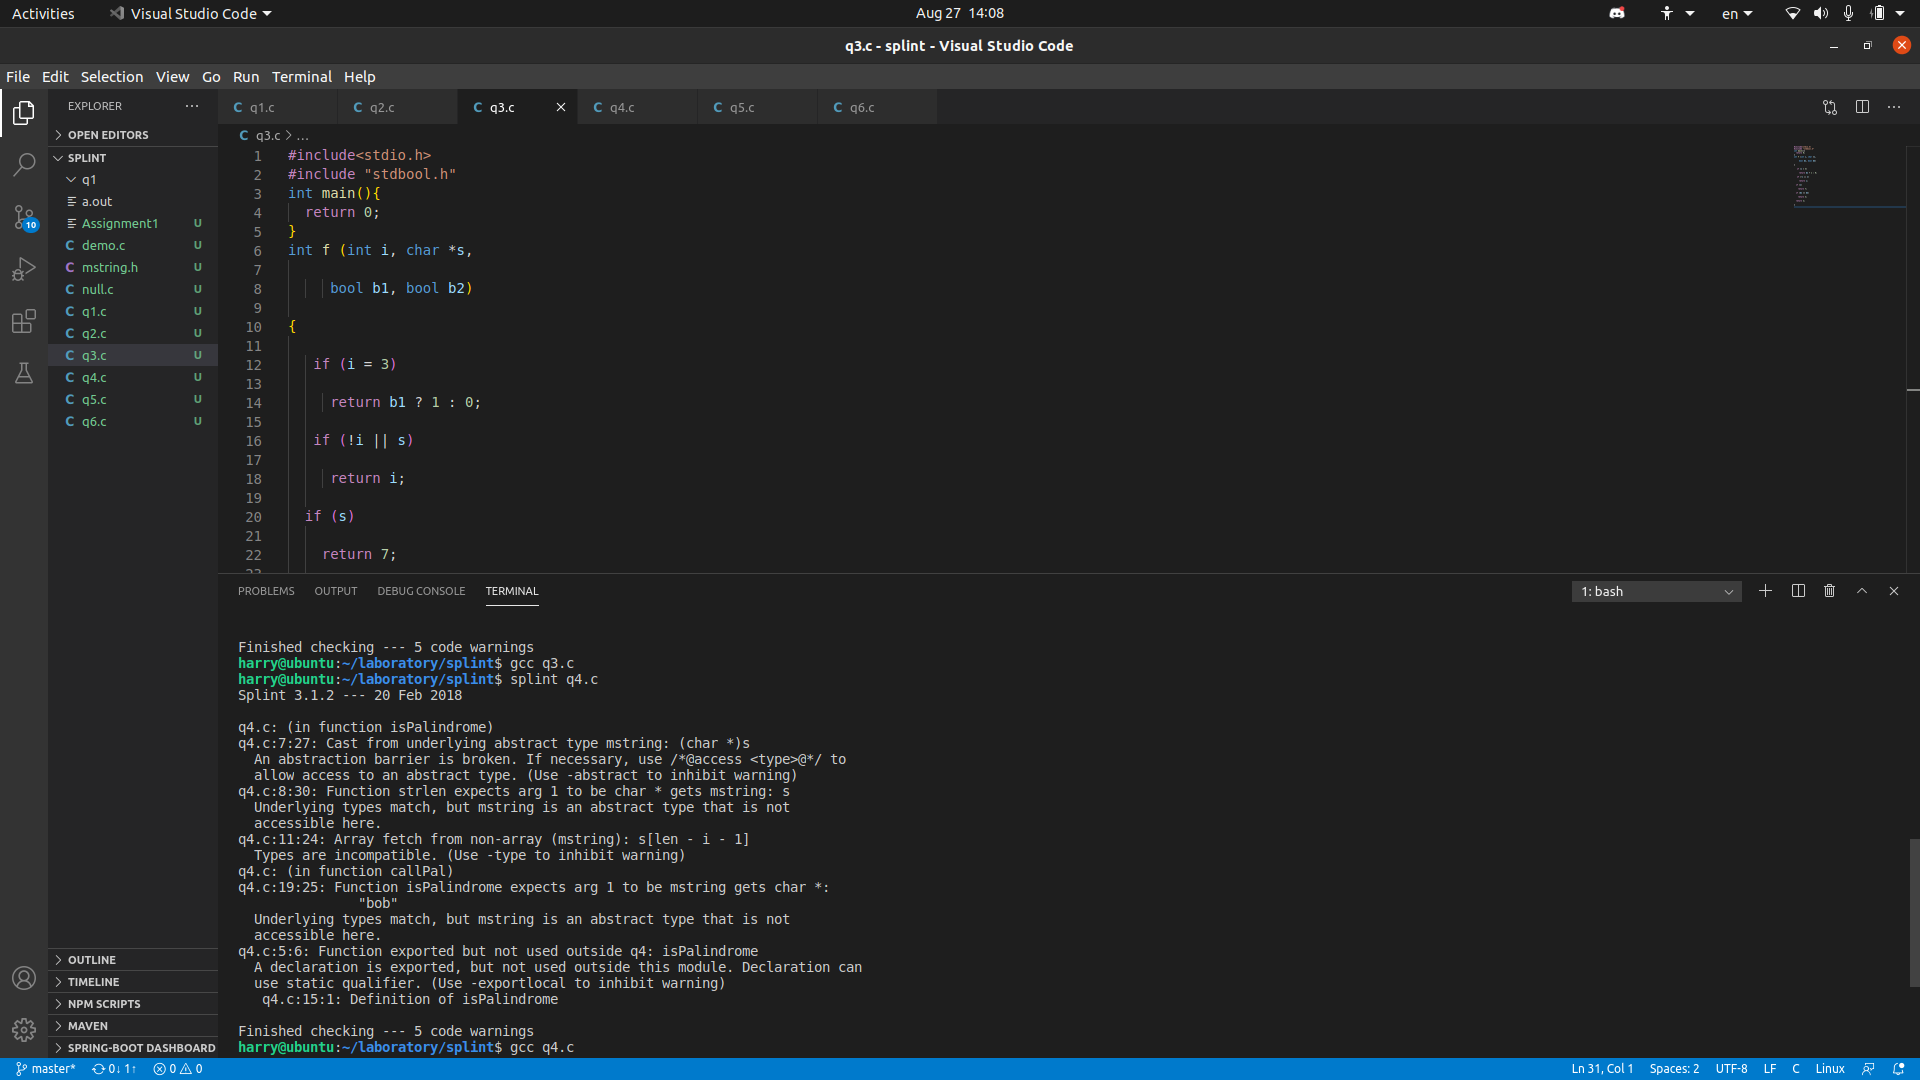 Activities
Visual Studio Code
Aug 27 14:08
en
q3.c - splint - Visual Studio Code
File Edit Selection View Go Run Terminal Help
EXPLORER
OPEN EDITORS
SPLINT
q1
a.out
Assignment1 U
demo.c U
mstring.h U
null.c U
q1.c U
q2.c U
q3.c U
q4.c U
q5.c U
q6.c U
10
OUTLINE
TIMELINE
NPM SCRIPTS
MAVEN
SPRING-BOOT DASHBOARD
C q1.c C q2.c C q3.c C q4.c C q5.c C q6.c
C q3.c > ...
1 #include<stdio.h>
2 #include "stdbool.h"
3 int main(){
4 return 0;
5 }
6 int f (int i, char *s,
7
8 bool b1, bool b2)
9
10 {
11
12 if (i = 3)
13
14 return b1 ? 1 : 0;
15
16 if (!i || s)
17
18 return i;
19
20 if (s)
21
22 return 7;
23
PROBLEMS OUTPUT DEBUG CONSOLE TERMINAL
1: bash
Finished checking --- 5 code warnings
harry@ubuntu:~/laboratory/splint$ gcc q3.c
harry@ubuntu:~/laboratory/splint$ splint q4.c
Splint 3.1.2 --- 20 Feb 2018
q4.c: (in function isPalindrome)
q4.c:7:27: Cast from underlying abstract type mstring: (char *)s
An abstraction barrier is broken. If necessary, use /*@access <type>@*/ to
allow access to an abstract type. (Use -abstract to inhibit warning)
q4.c:8:30: Function strlen expects arg 1 to be char * gets mstring: s
Underlying types match, but mstring is an abstract type that is not
accessible here.
q4.c:11:24: Array fetch from non-array (mstring): s[len - i - 1]
Types are incompatible. (Use -type to inhibit warning)
q4.c: (in function callPal)
q4.c:19:25: Function isPalindrome expects arg 1 to be mstring gets char *:
"bob"
Underlying types match, but mstring is an abstract type that is not
accessible here.
q4.c:5:6: Function exported but not used outside q4: isPalindrome
A declaration is exported, but not used outside this module. Declaration can
use static qualifier. (Use -exportlocal to inhibit warning)
q4.c:15:1: Definition of isPalindrome
Finished checking --- 5 code warnings
harry@ubuntu:~/laboratory/splint$ gcc q4.c
master* 0↓ 1↑ 0 0
Ln 31, Col 1 Spaces: 2 UTF-8 LF C Linux